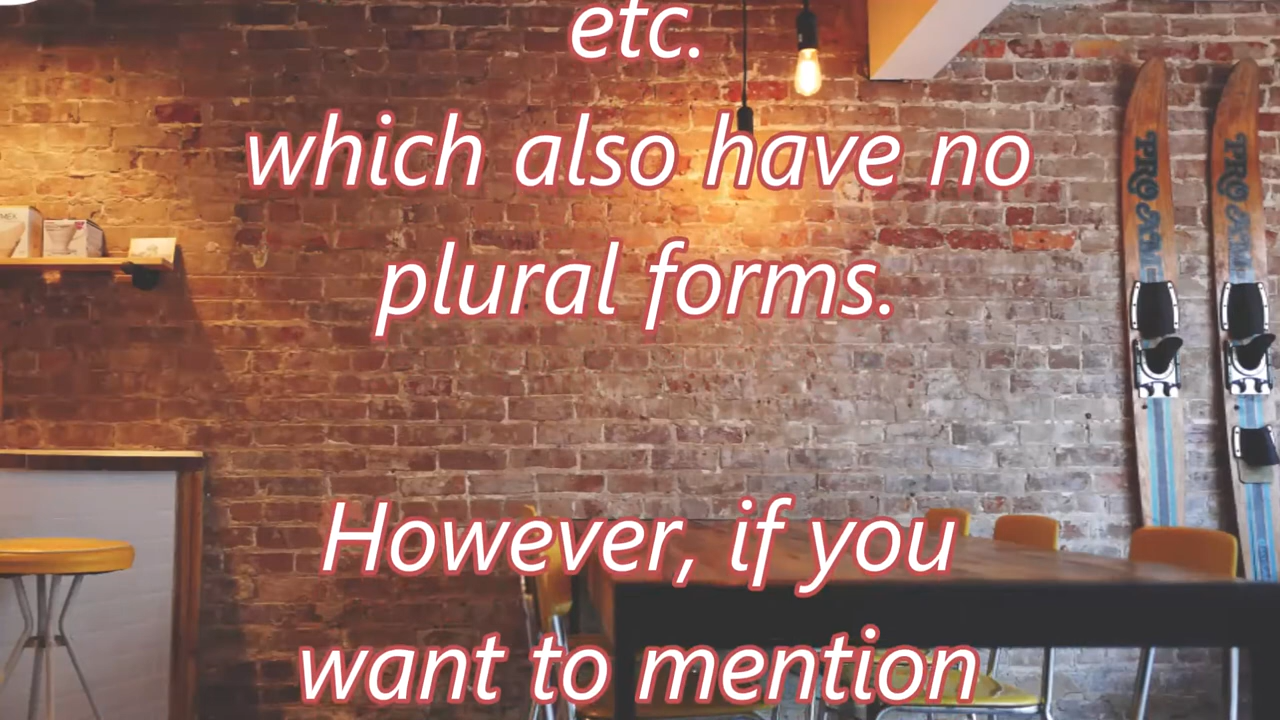 etc.
which also have no
plural forms.
However, if you
want to mention